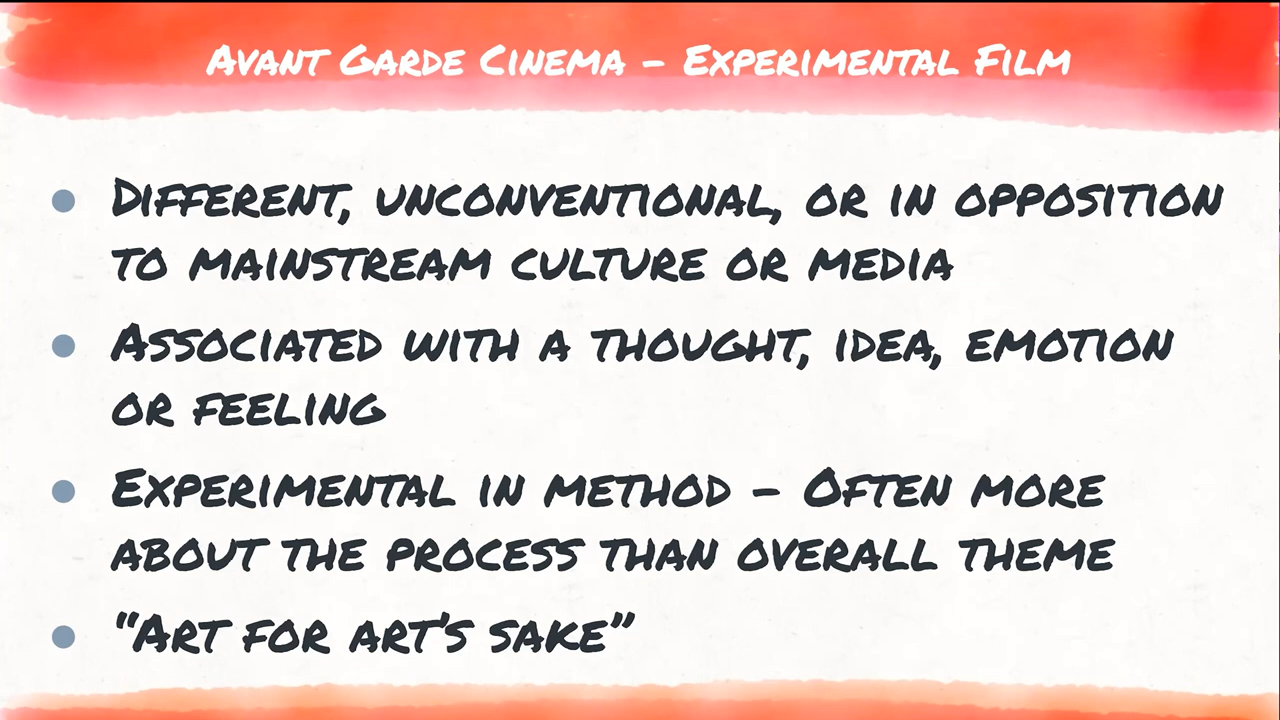 Avant Garde Cinema – Experimental Film
• Different, unconventional, or in opposition
to mainstream culture or media
• Associated with a thought, idea, emotion
or feeling
• Experimental in method – Often more
about the process than overall theme
• “Art for art’s sake”